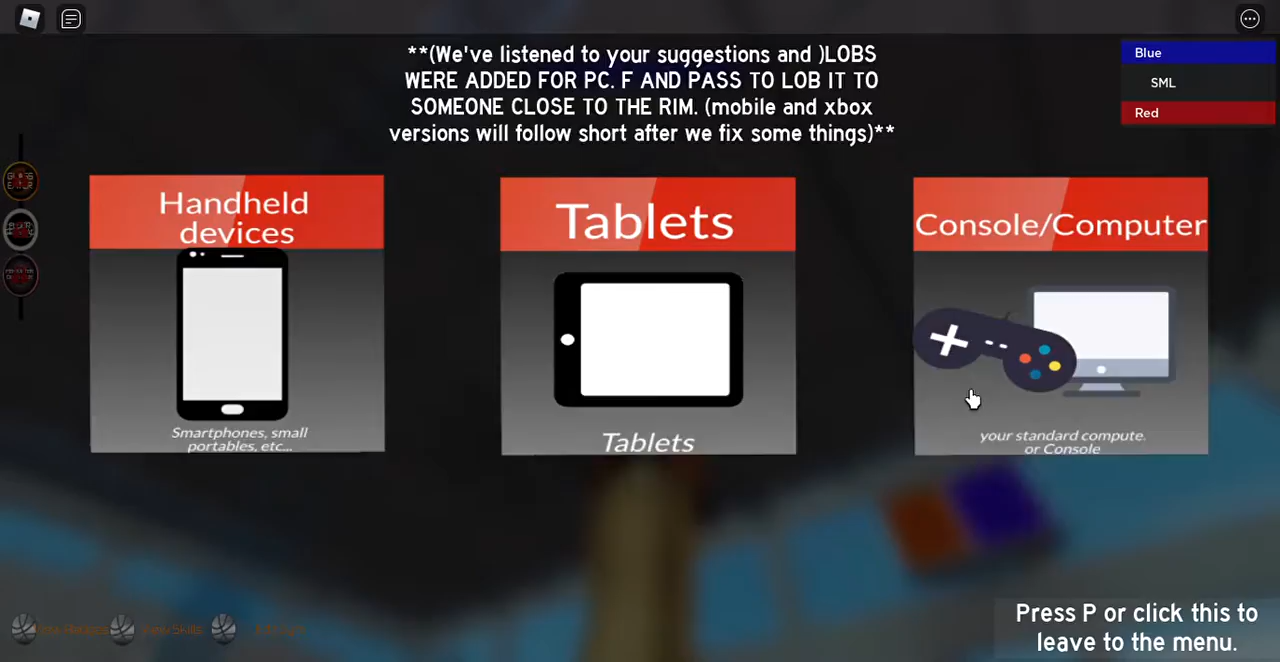 **(We've listened to your suggestions and )LOBS
WERE ADDED FOR PC. F AND PASS TO LOB IT TO
SOMEONE CLOSE TO THE RIM. (mobile and xbox
versions will follow short after we fix some things)**
Blue
SML
Red
Handheld
devices
Smartphones, small
portables, etc...
Tablets
Tablets
Console/Computer
your standard compute.
or Console
View Skills
Press P or click this to
leave to the menu.